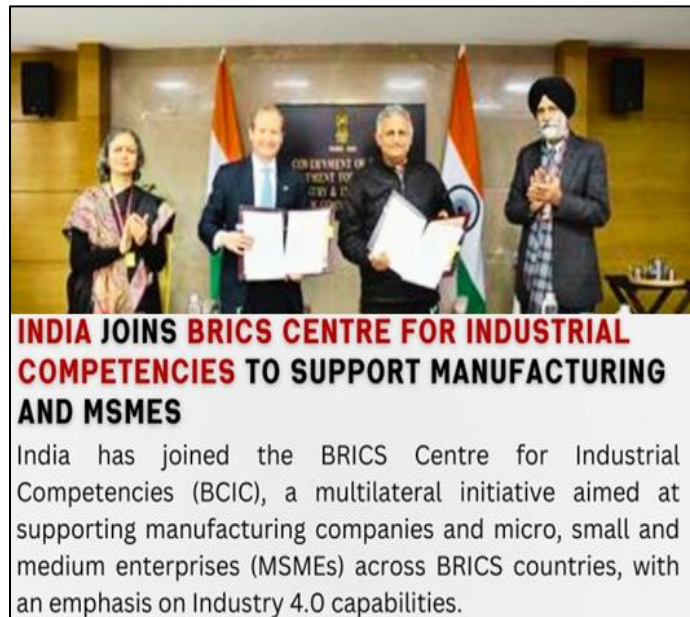 GOVERNMENT OF
INDIA JOINS BRICS CENTRE FOR INDUSTRIAL
COMPETENCIES TO SUPPORT MANUFACTURING
AND MSMES
India has joined the BRICS Centre for Industrial
Competencies (BCIC), a multilateral initiative aimed at
supporting manufacturing companies and micro, small and
medium enterprises (MSMEs) across BRICS countries, with
an emphasis on Industry 4.0 capabilities.